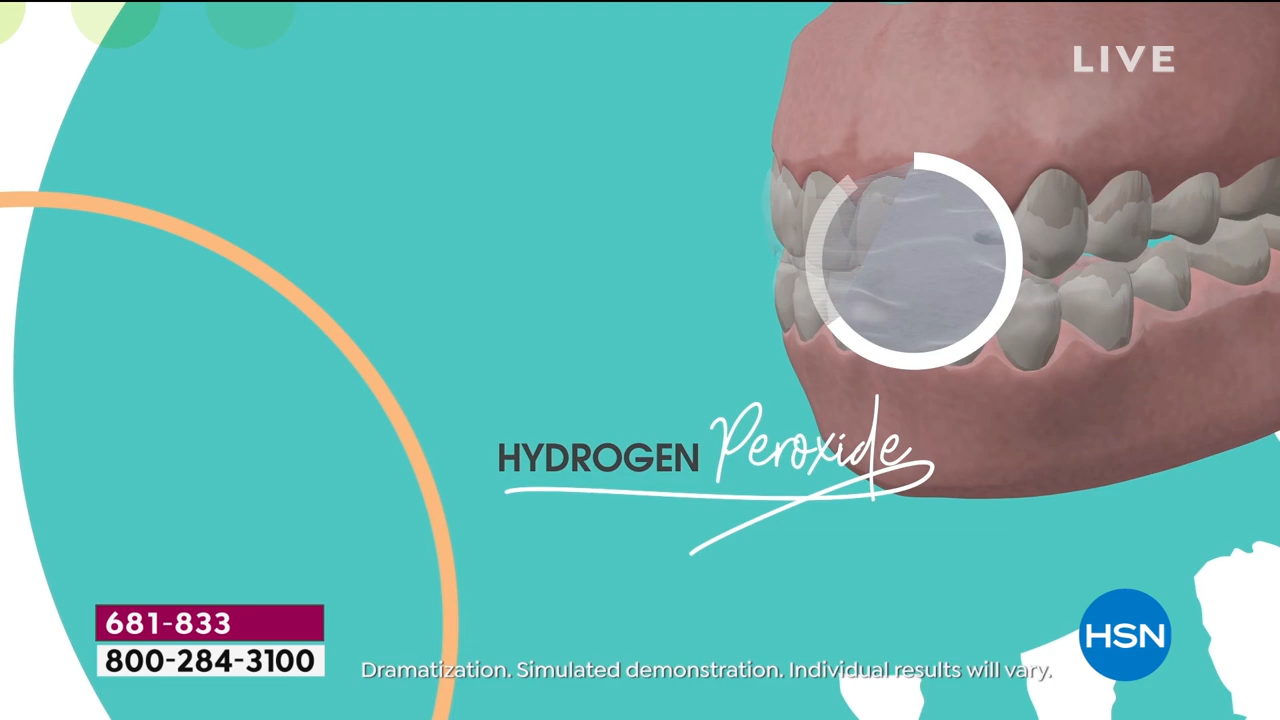 LIVE
HYDROGEN Peroxide
681-833
800-284-3100
Dramatization. Simulated demonstration. Individual results will vary.
HSN